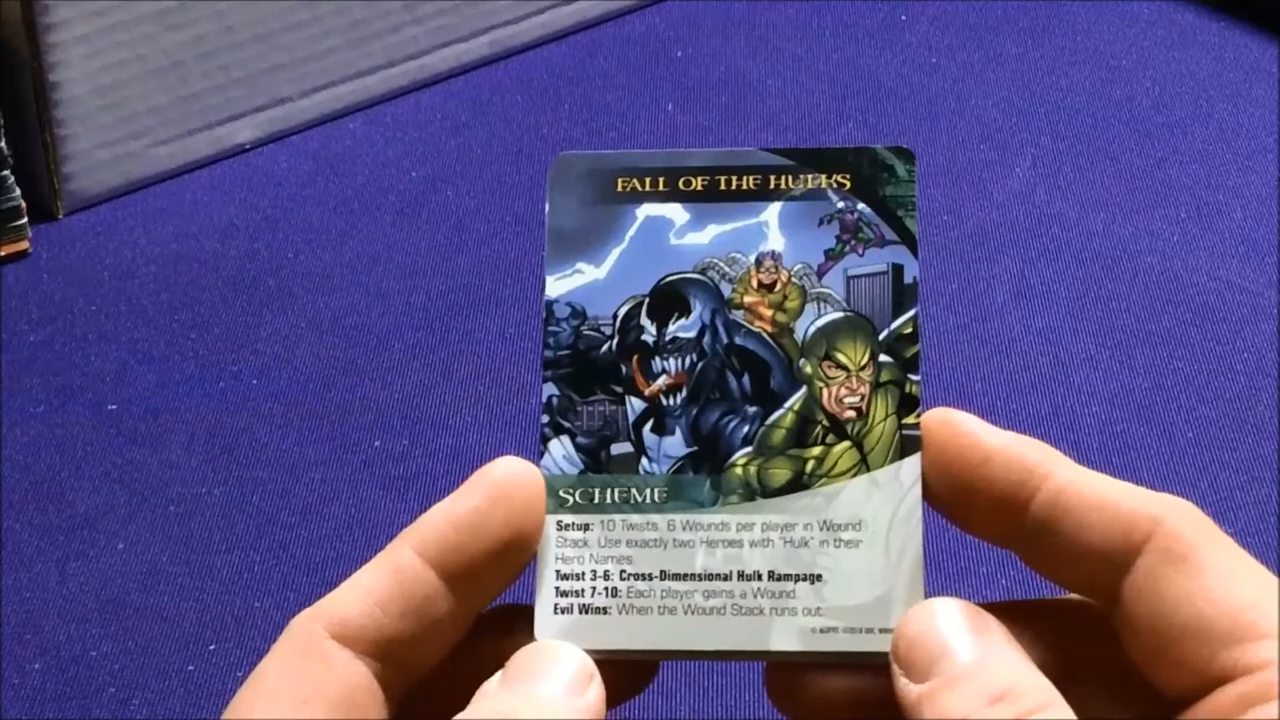 FALL OF THE HULKS
SCHEME
Setup: 10 Twists. 6 Wounds per player in Wound
Stack. Use exactly two Heroes with "Hulk" in their
Hero Names.
Twist 3-6: Cross-Dimensional Hulk Rampage.
Twist 7-10: Each player gains a Wound.
Evil Wins: When the Wound Stack runs out.